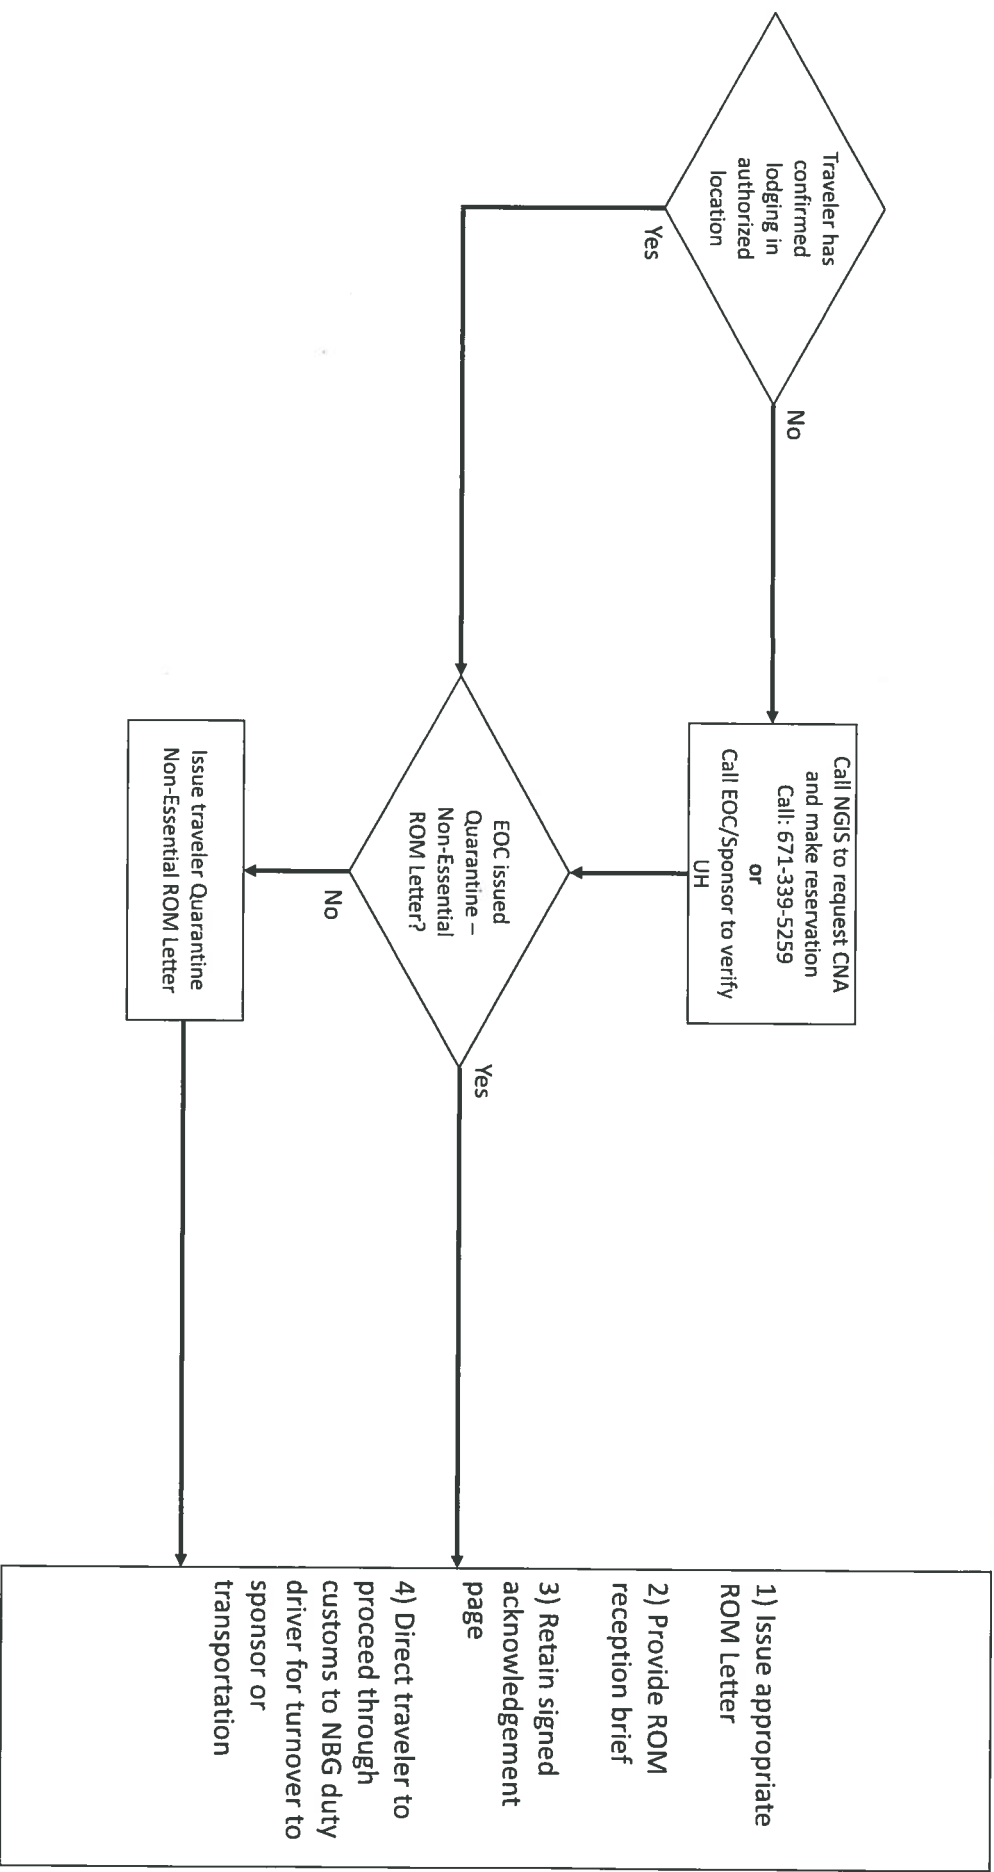 Traveler has
confirmed
lodging in
authorized
location
No
Yes
Call NGIS to request CNA
and make reservation
Call: 671-339-5259
or
Call EOC/Sponsor to verify
UH
EOC issued
Quarantine –
Non-Essential
ROM Letter?
Yes
No
Issue traveler Quarantine
Non-Essential ROM Letter
1) Issue appropriate
ROM Letter
2) Provide ROM
reception brief
3) Retain signed
acknowledgement
page
4) Direct traveler to
proceed through
customs to NBG duty
driver for turnover to
sponsor or
transportation